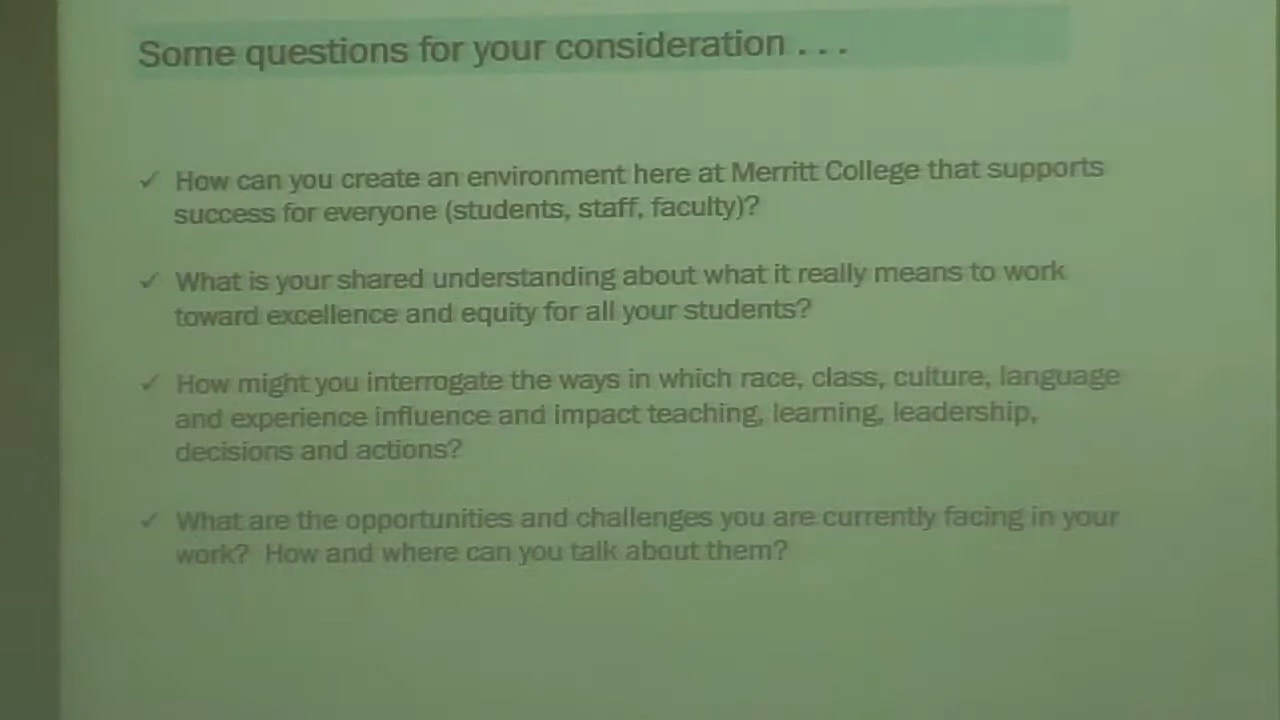 Some questions for your consideration . . .
✓ How can you create an environment here at Merritt College that supports
success for everyone (students, staff, faculty)?
✓ What is your shared understanding about what it really means to work
toward excellence and equity for all your students?
✓ How might you interrogate the ways in which race, class, culture, language
and experience influence and impact teaching, learning, leadership,
decisions and actions?
✓ What are the opportunities and challenges you are currently facing in your
work? How and where can you talk about them?